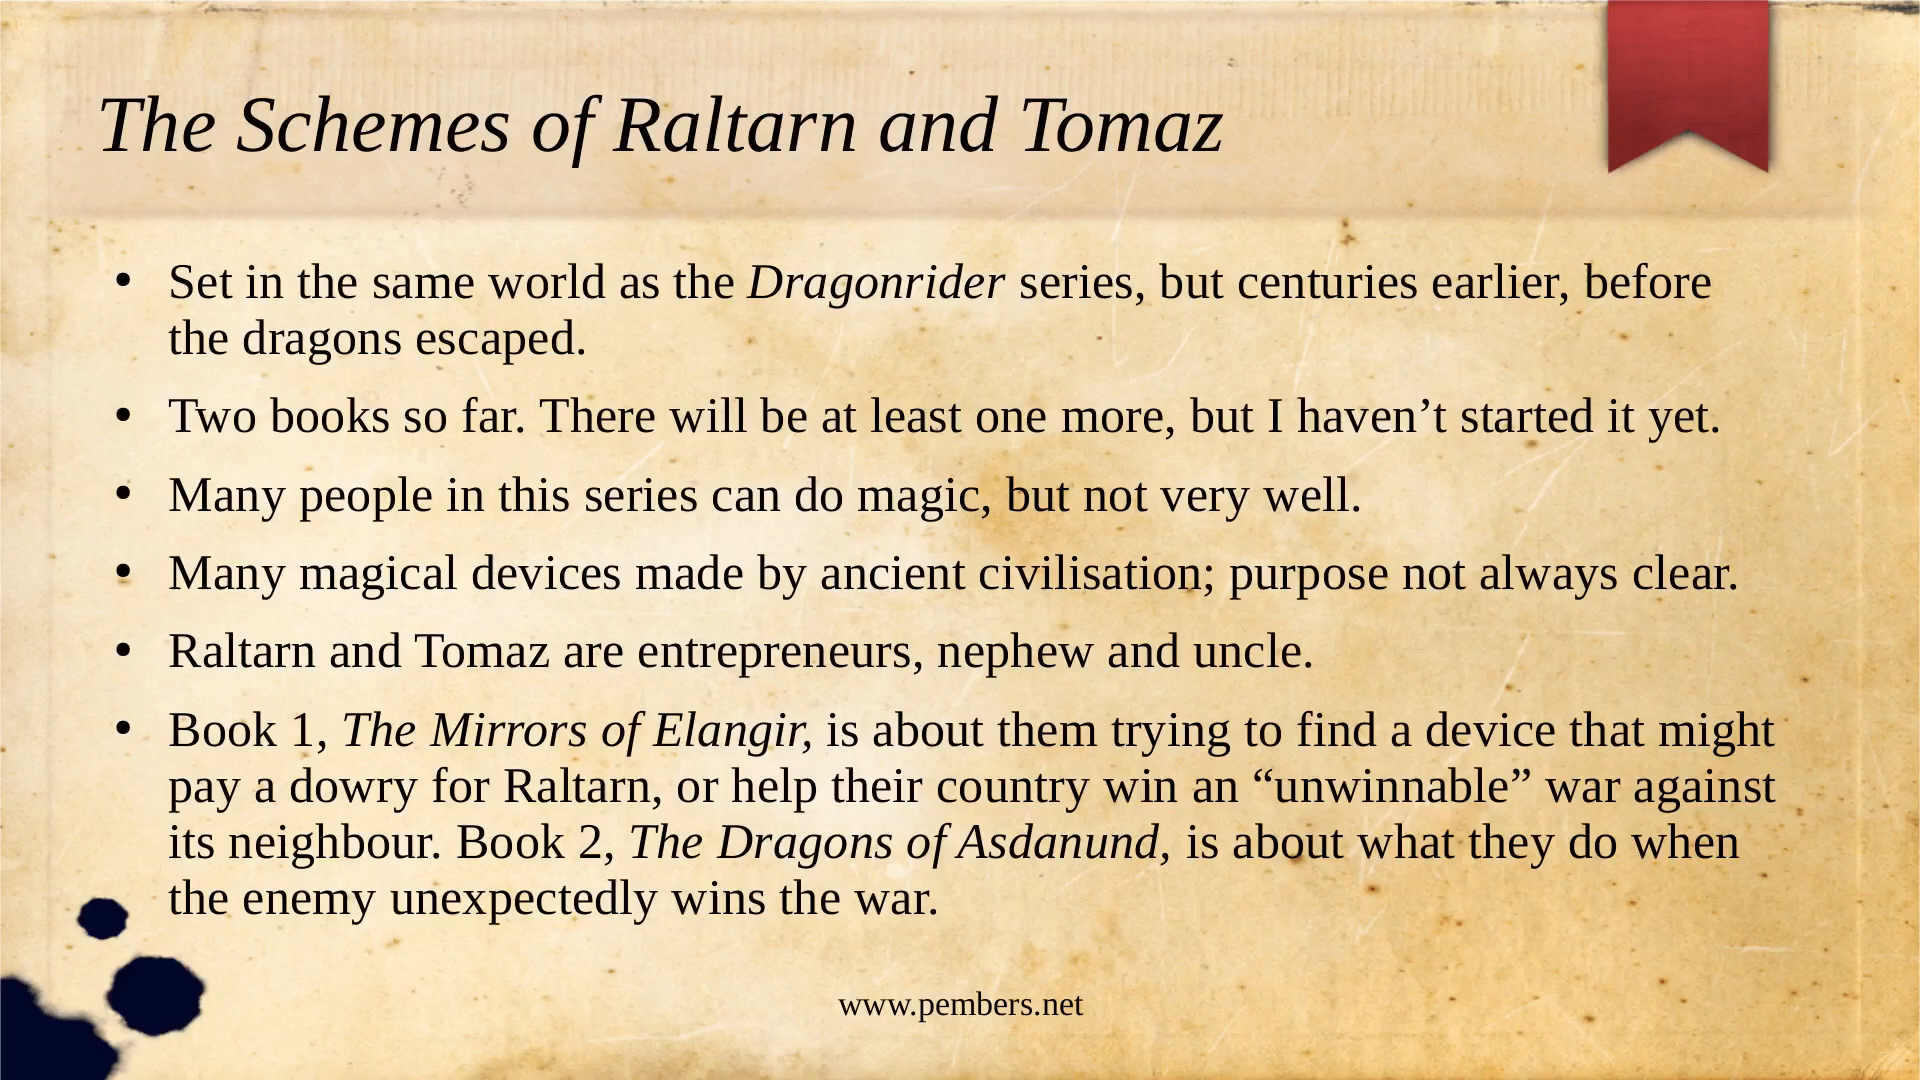 The Schemes of Raltarn and Tomaz
• Set in the same world as the Dragonrider series, but centuries earlier, before
the dragons escaped.
• Two books so far. There will be at least one more, but I haven’t started it yet.
• Many people in this series can do magic, but not very well.
• Many magical devices made by ancient civilisation; purpose not always clear.
• Raltarn and Tomaz are entrepreneurs, nephew and uncle.
• Book 1, The Mirrors of Elangir, is about them trying to find a device that might
pay a dowry for Raltarn, or help their country win an “unwinnable” war against
its neighbour. Book 2, The Dragons of Asdanund, is about what they do when
the enemy unexpectedly wins the war.
www.pembers.net